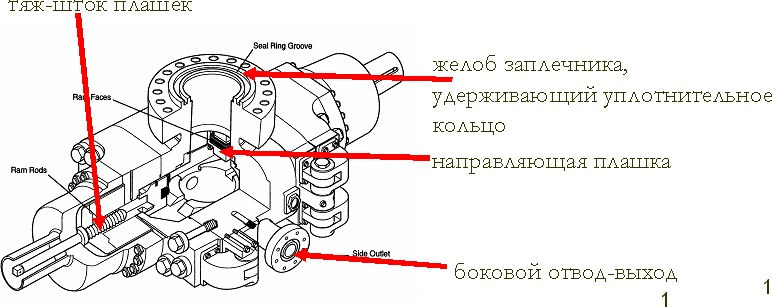 тяж-шток плашек
Seal Ring Groove
желоб заплечника,
удерживающий уплотнительное
кольцо
Ram Faces
направляющая плашка
Ram Rods
Side Outlet
боковой отвод-выход
1
1